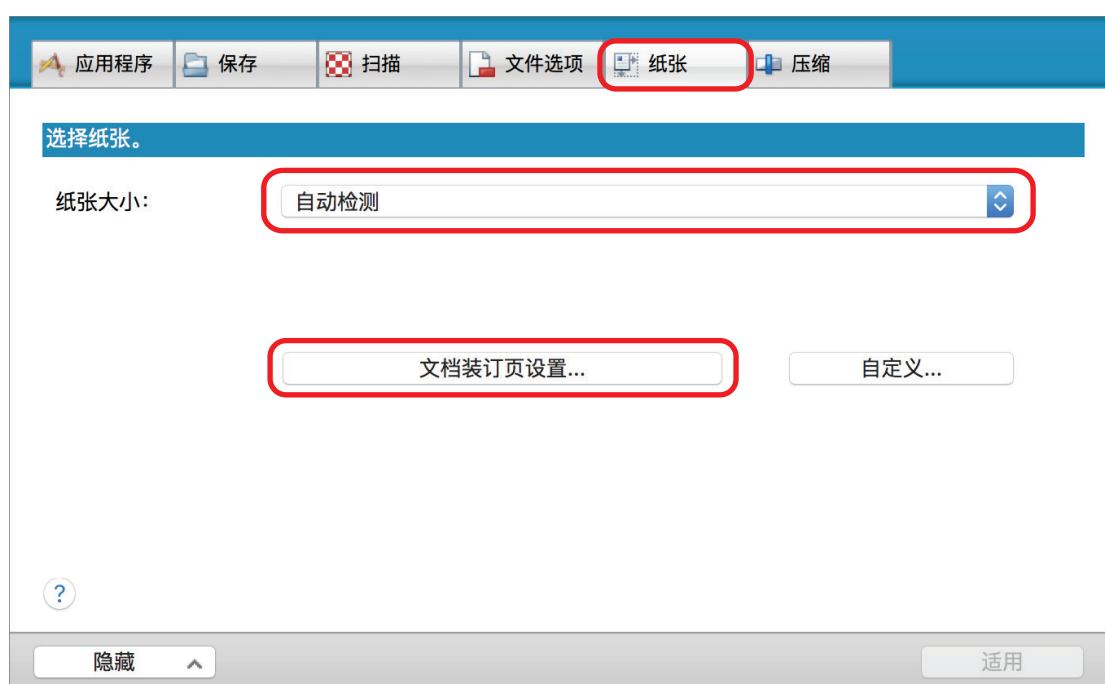 应用程序 保存 扫描 文件选项 纸张 压缩
选择纸张。
纸张大小: 自动检测
文档装订页设置... 自定义...
?
隐藏 适用